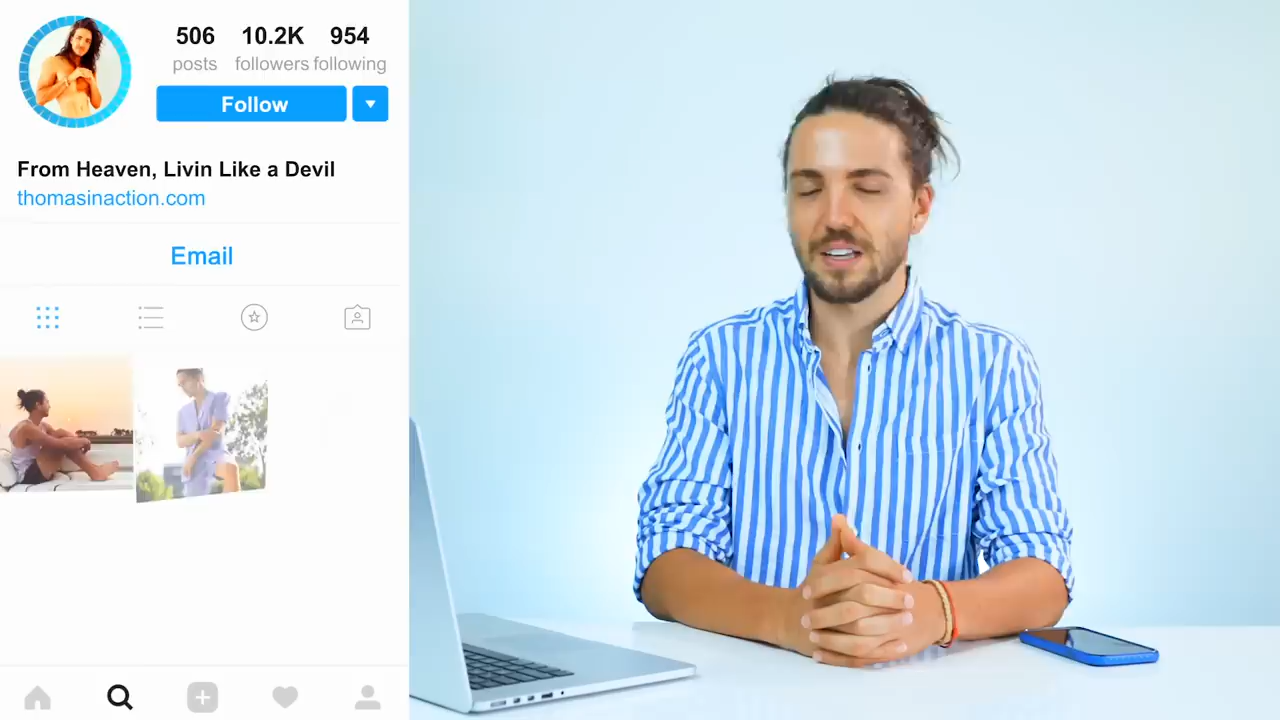 506 10.2K 954
posts followers following
Follow
From Heaven, Livin Like a Devil
thomasinaction.com
Email